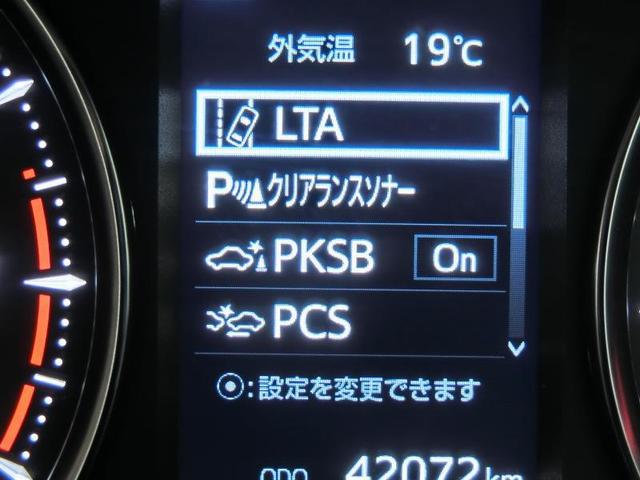 外気温 19℃
LTA
Pクリアランスソナー
PKSB On
PCS
⦿:設定を変更できます
ODO 42072km